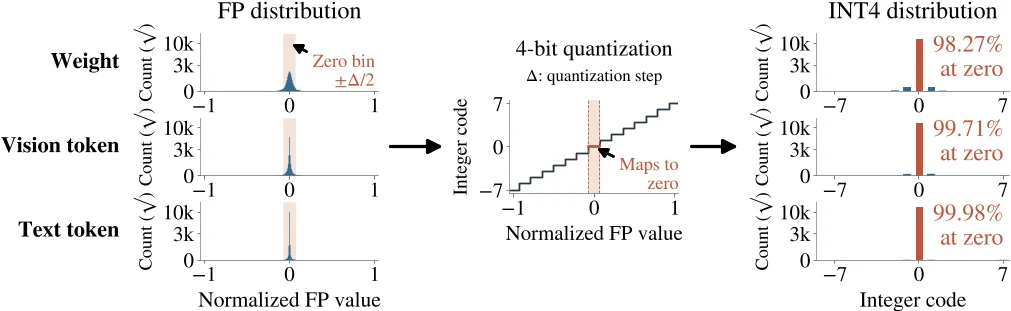 FP distribution
Weight
Count (√)
10k
3k
0
Zero bin
±Δ/2
−1
0
1
Vision token
Count (√)
10k
3k
0
−1
0
1
Text token
Count (√)
10k
3k
0
−1
0
1
Normalized FP value
4-bit quantization
Δ: quantization step
Integer code
7
0
−7
Maps to
zero
−1
0
1
Normalized FP value
INT4 distribution
Count (√)
10k
3k
0
98.27%
at zero
−7
0
7
Count (√)
10k
3k
0
99.71%
at zero
−7
0
7
Count (√)
10k
3k
0
99.98%
at zero
−7
0
7
Integer code